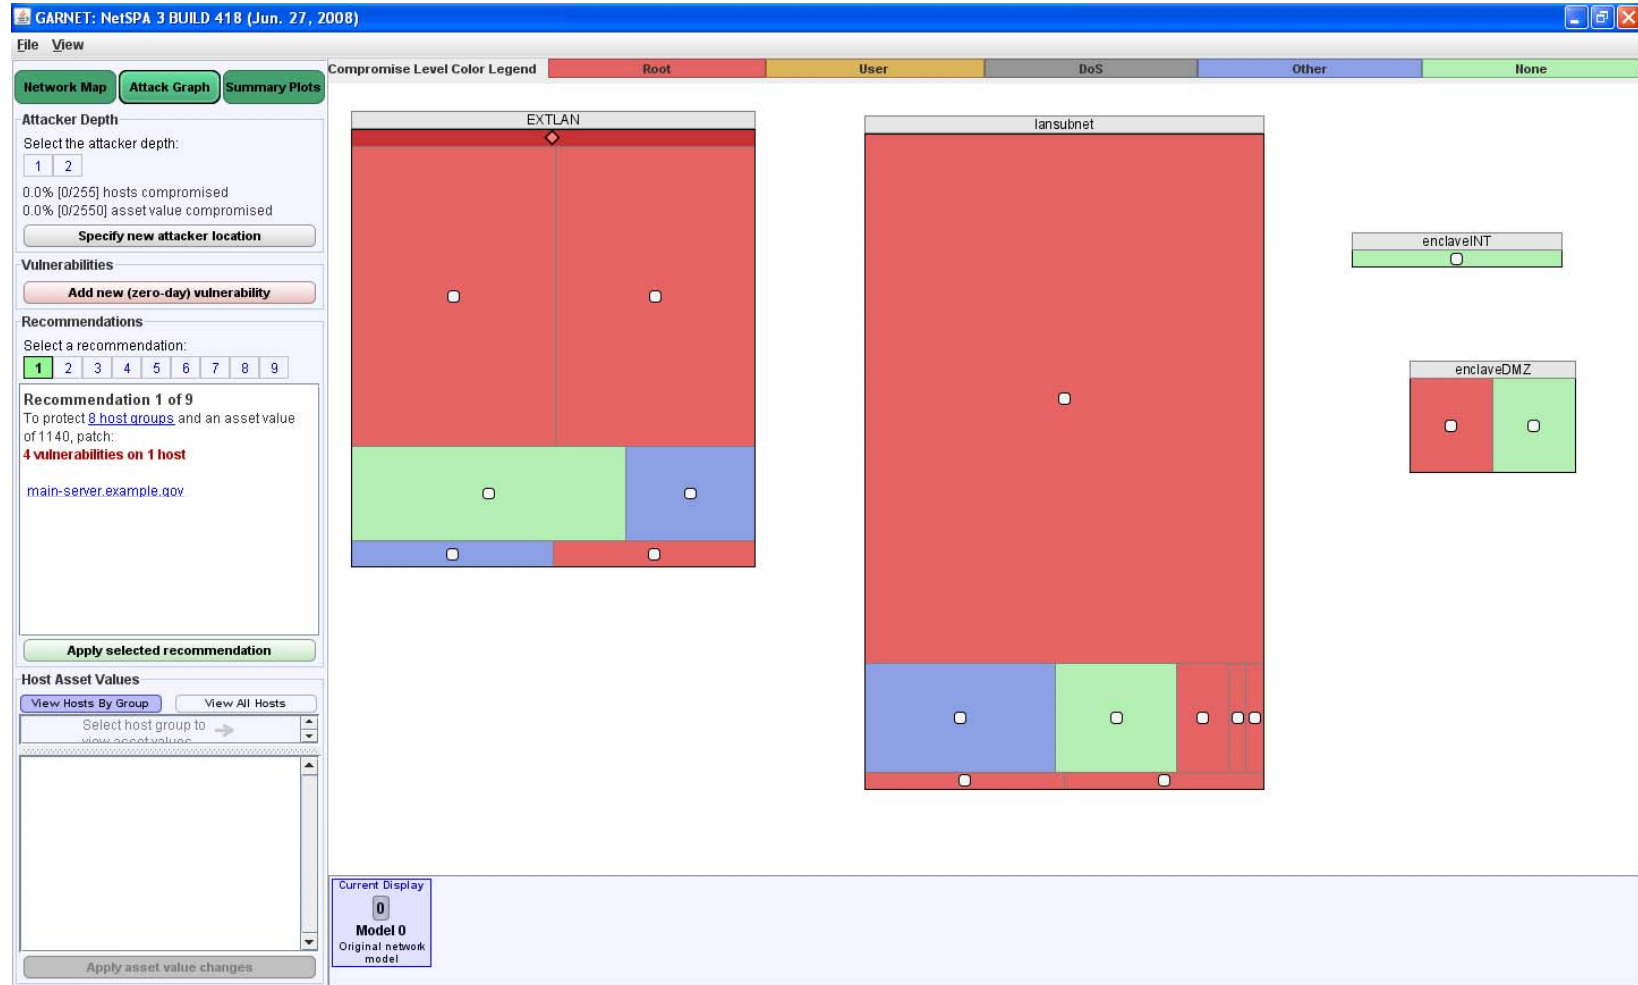 GARNET: NetSPA 3 BUILD 418 (Jun. 27, 2008)
File View
Network Map
Attack Graph
Summary Plots
Attacker Depth
Select the attacker depth:
1 2
0.0% [0/255] hosts compromised
0.0% [0/2550] asset value compromised
Specify new attacker location
Vulnerabilities
Add new (zero-day) vulnerability
Recommendations
Select a recommendation:
1 2 3 4 5 6 7 8 9
Recommendation 1 of 9
To protect 8 host groups and an asset value
of 1140, patch:
4 vulnerabilities on 1 host
main-server.example.gov
Apply selected recommendation
Host Asset Values
View Hosts By Group
View All Hosts
Select host group to
view asset values
Apply asset value changes
Compromise Level Color Legend
Root
User
DoS
Other
None
EXTLAN
lansubnet
enclaveINT
enclaveDMZ
Current Display
0
Model 0
Original network
model